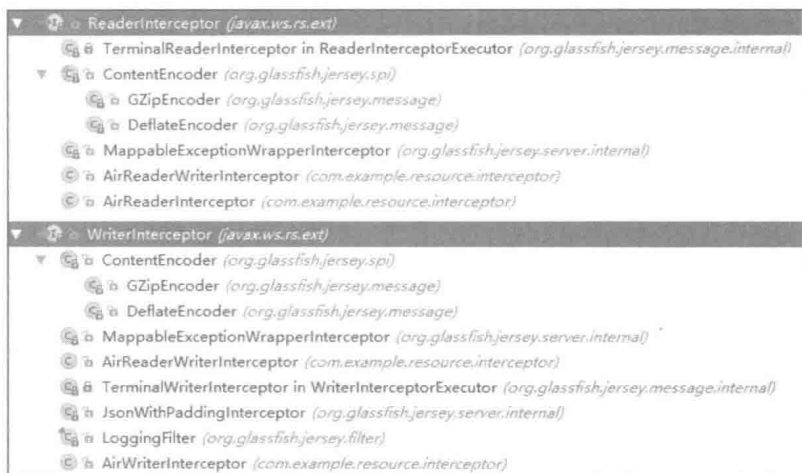 ReaderInterceptor (javax.ws.rs.ext)
TerminalReaderInterceptor in ReaderInterceptorExecutor (org.glassfish.jersey.message.internal)
ContentEncoder (org.glassfish.jersey.spi)
GZipEncoder (org.glassfish.jersey.message)
DeflateEncoder (org.glassfish.jersey.message)
MappableExceptionWrapperInterceptor (org.glassfish.jersey.server.internal)
AirReaderWriterInterceptor (com.example.resource.interceptor)
AirReaderInterceptor (com.example.resource.interceptor)
WriterInterceptor (javax.ws.rs.ext)
ContentEncoder (org.glassfish.jersey.spi)
GZipEncoder (org.glassfish.jersey.message)
DeflateEncoder (org.glassfish.jersey.message)
MappableExceptionWrapperInterceptor (org.glassfish.jersey.server.internal)
AirReaderWriterInterceptor (com.example.resource.interceptor)
TerminalWriterInterceptor in WriterInterceptorExecutor (org.glassfish.jersey.message.internal)
JsonWithPaddingInterceptor (org.glassfish.jersey.server.internal)
LoggingFilter (org.glassfish.jersey.filter)
AirWriterInterceptor (com.example.resource.interceptor)